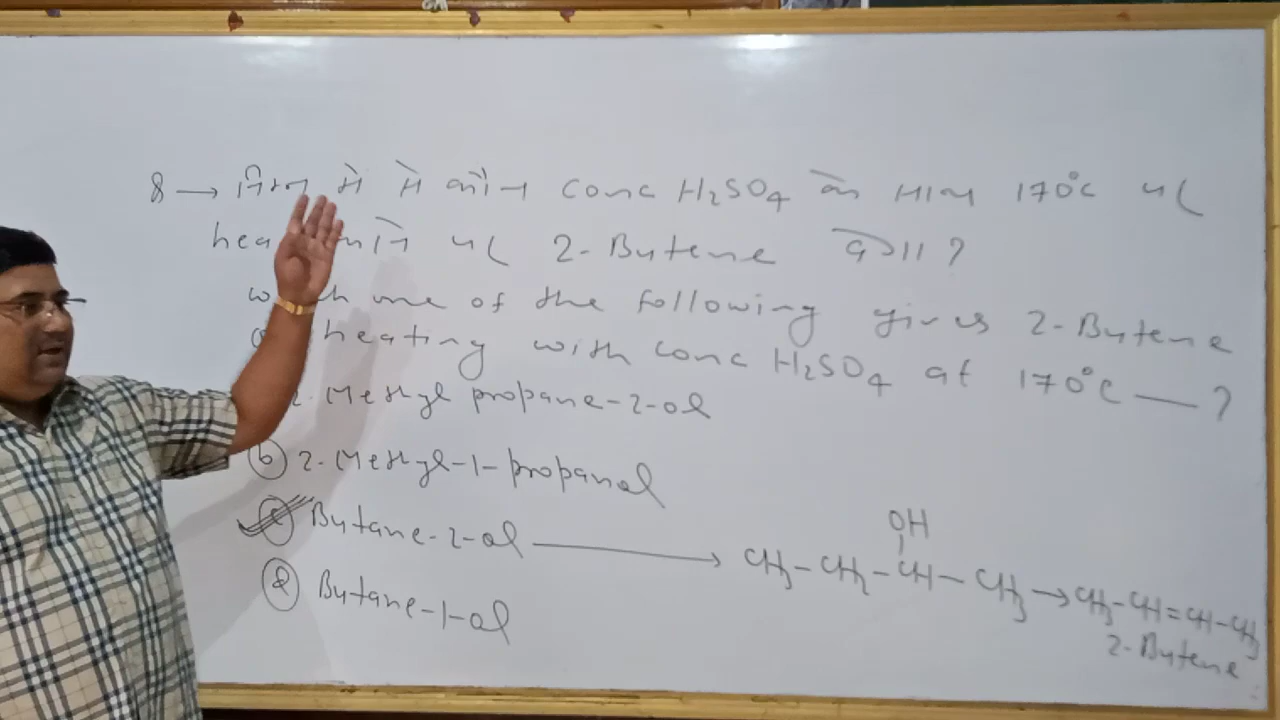 8 → निम्न में से कौन Conc H₂SO₄ के साथ 170°C पर
hea पर 2-Butene देगा ?
which one of the following gives 2-Butene
heating with conc H₂SO₄ at 170°C — ?
2. Methyl propane-2-ol
(b) 2. Methyl-1-propanol
(c) Butane-2-ol → CH₃-CH₂-CH-CH₃ → CH₃-CH=CH-CH₃
OH
2-Butene
(d) Butane-1-ol